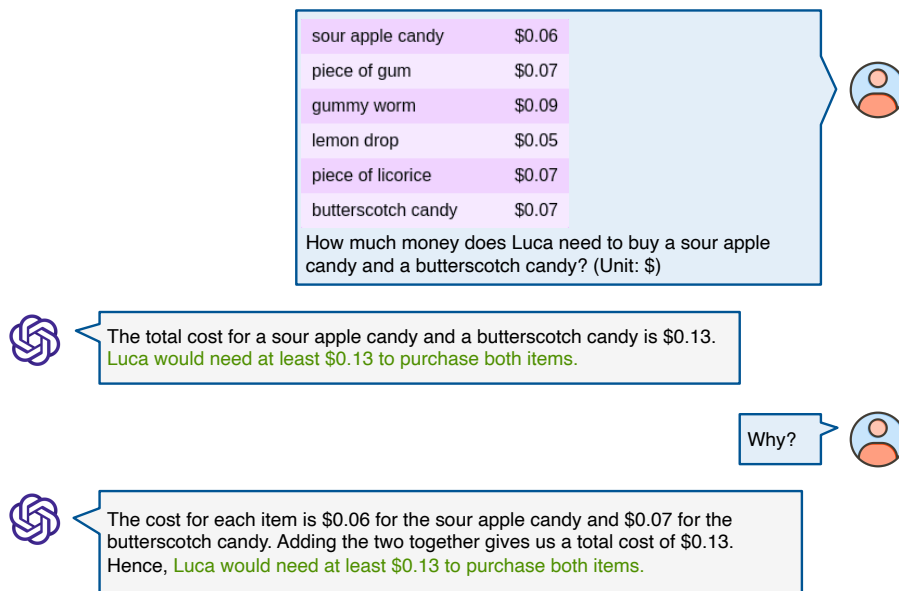 sour apple candy $0.06
piece of gum $0.07
gummy worm $0.09
lemon drop $0.05
piece of licorice $0.07
butterscotch candy $0.07
How much money does Luca need to buy a sour apple
candy and a butterscotch candy? (Unit: $)
The total cost for a sour apple candy and a butterscotch candy is $0.13.
Luca would need at least $0.13 to purchase both items.
Why?
The cost for each item is $0.06 for the sour apple candy and $0.07 for the
butterscotch candy. Adding the two together gives us a total cost of $0.13.
Hence, Luca would need at least $0.13 to purchase both items.